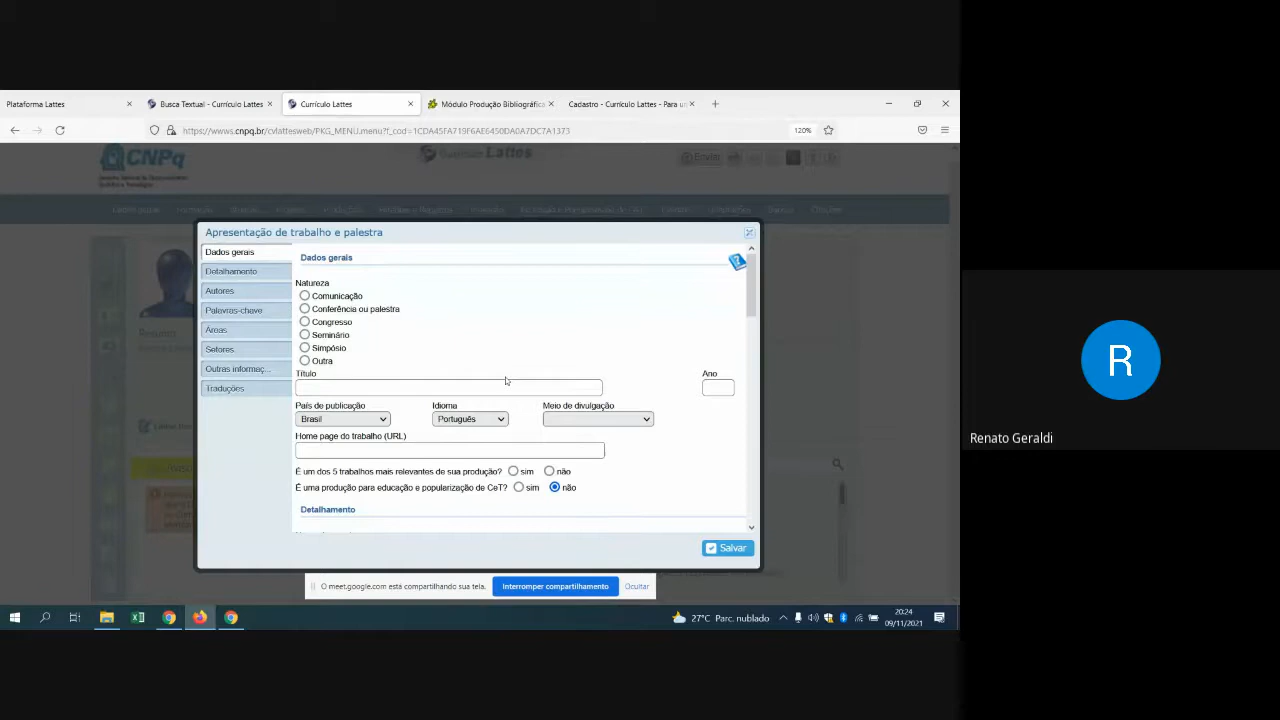 Plataforma Lattes
Busca Textual - Currículo Lattes
Currículo Lattes
Módulo Produção Bibliográfica
Cadastro - Currículo Lattes - Para u
https://wwws.cnpq.br/cvlattesweb/PKG_MENU.menu?f_cod=1CDA45FA719F6AE6450DA0A7DC7A1373
120%
CNPq
Lattes
Enviar
Apresentação de trabalho e palestra
Dados gerais
Detalhamento
Autores
Palavras-chave
Áreas
Setores
Outras informaç...
Traduções
Dados gerais
Natureza
Comunicação
Conferência ou palestra
Congresso
Seminário
Simpósio
Outra
Título
Ano
País de publicação
Idioma
Meio de divulgação
Brasil
Português
Home page do trabalho (URL)
É um dos 5 trabalhos mais relevantes de sua produção? sim não
É uma produção para educação e popularização de CeT? sim não
Detalhamento
Salvar
O meet.google.com está compartilhando sua tela.
Interromper compartilhamento
Ocultar
27°C Parc. nublado
20:24
09/11/2021
R
Renato Geraldi